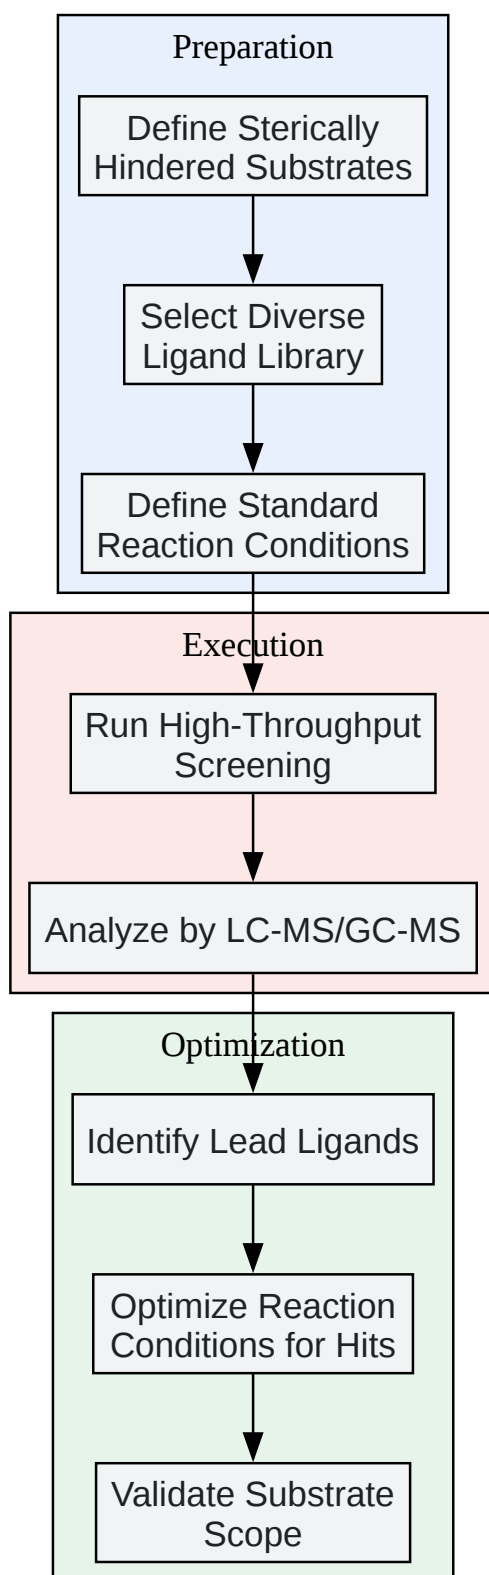 Preparation
Define Sterically
Hindered Substrates
Select Diverse
Ligand Library
Define Standard
Reaction Conditions
Execution
Run High-Throughput
Screening
Analyze by LC-MS/GC-MS
Optimization
Identify Lead Ligands
Optimize Reaction
Conditions for Hits
Validate Substrate
Scope